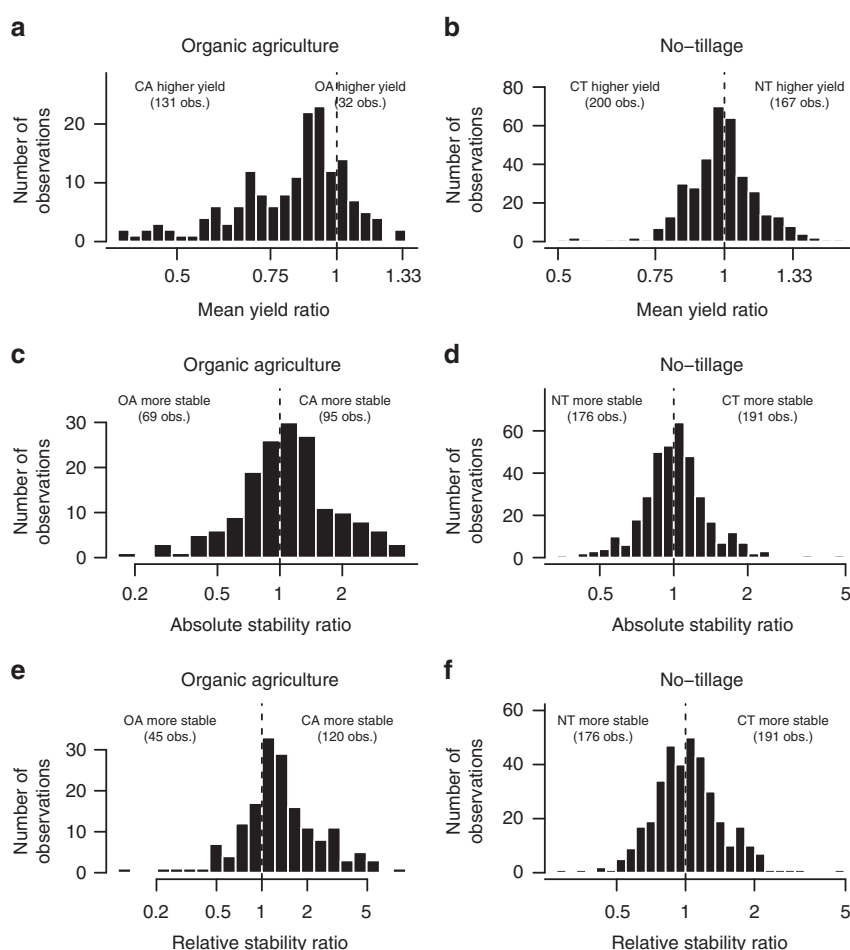 a
Organic agriculture
CA higher yield
(131 obs.)
OA higher yield
(32 obs.)
Number of
observations
20
10
0
0.5
0.75
1
1.33
Mean yield ratio
b
No−tillage
CT higher yield
(200 obs.)
NT higher yield
(167 obs.)
Number of
observations
80
60
40
20
0
0.5
0.75
1
1.33
Mean yield ratio
c
Organic agriculture
OA more stable
(69 obs.)
CA more stable
(95 obs.)
Number of
observations
30
20
10
0
0.2
0.5
1
2
Absolute stability ratio
d
No−tillage
NT more stable
(176 obs.)
CT more stable
(191 obs.)
Number of
observations
60
40
20
0
0.5
1
2
5
Absolute stability ratio
e
Organic agriculture
OA more stable
(45 obs.)
CA more stable
(120 obs.)
Number of
observations
30
20
10
0
0.2
0.5
1
2
5
Relative stability ratio
f
No−tillage
NT more stable
(176 obs.)
CT more stable
(191 obs.)
Number of
observations
60
40
20
0
0.5
1
2
5
Relative stability ratio